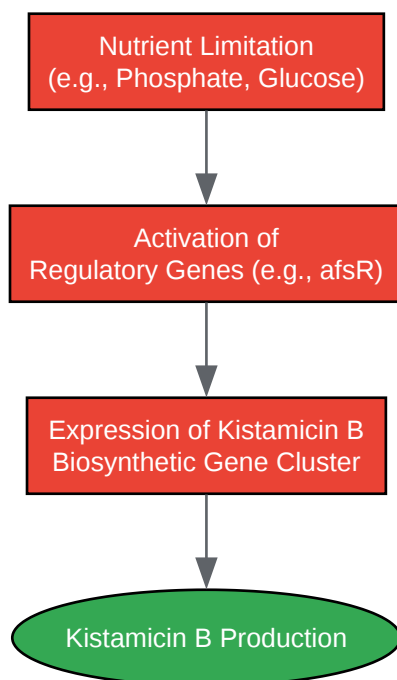 Nutrient Limitation
(e.g., Phosphate, Glucose)
Activation of
Regulatory Genes (e.g., afsR)
Expression of Kistamicin B
Biosynthetic Gene Cluster
Kistamicin B Production